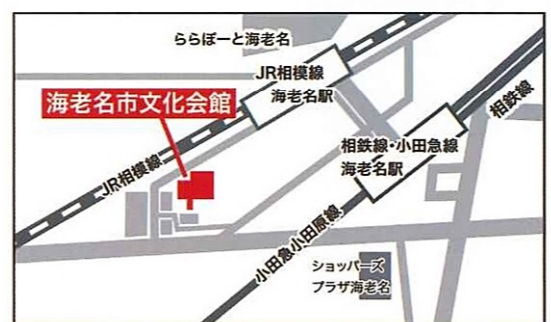 ららぽーと海老名
JR相模線
海老名駅
海老名市文化会館
相鉄線
相鉄線・小田急線
海老名駅
JR相模線
小田急小田原線
ショッパーズ
プラザ海老名